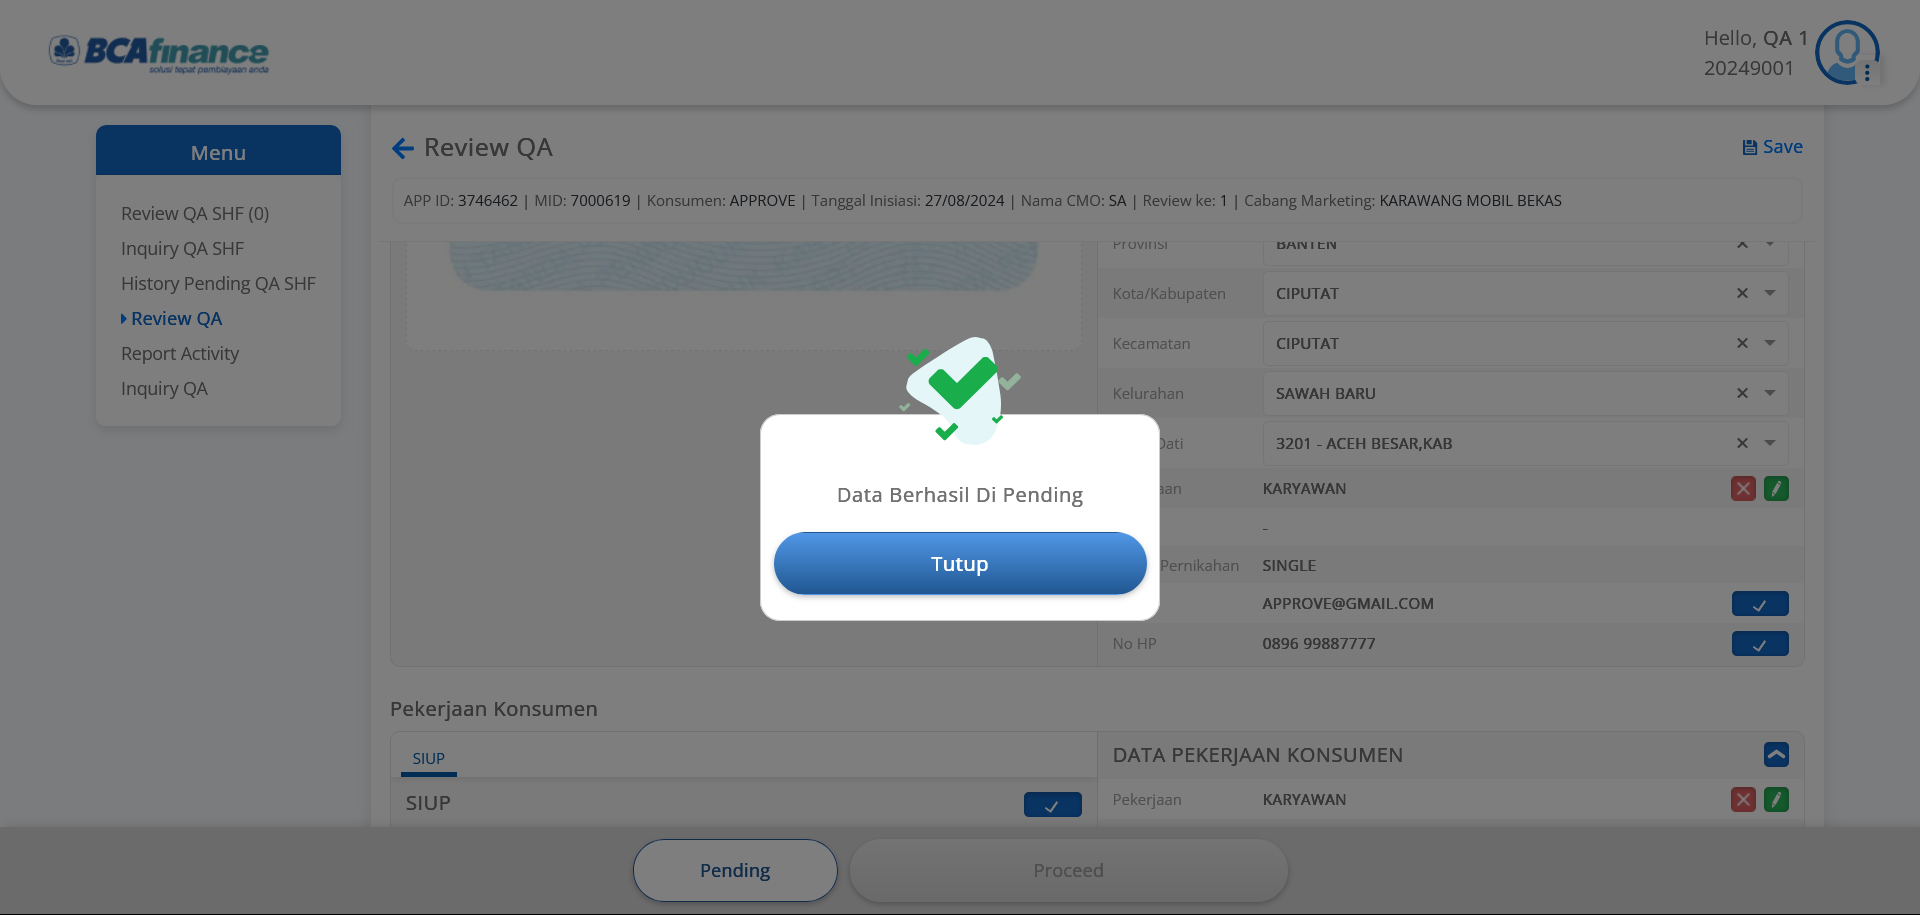 BCAfinance
solusi tepat pembiayaan anda
Hello, QA 1
20249001
Menu
Review QA SHF (0)
Inquiry QA SHF
History Pending QA SHF
Review QA
Report Activity
Inquiry QA
Review QA
Save
APP ID: 3746462 | MID: 7000619 | Konsumen: APPROVE | Tanggal Inisiasi: 27/08/2024 | Nama CMO: SA | Review ke: 1 | Cabang Marketing: KARAWANG MOBIL BEKAS
Provinsi BANTEN
Kota/Kabupaten CIPUTAT
Kecamatan CIPUTAT
Kelurahan SAWAH BARU
Dati 3201 - ACEH BESAR,KAB
KARYAWAN
-
Pernikahan SINGLE
APPROVE@GMAIL.COM
No HP 0896 99887777
Data Berhasil Di Pending
Tutup
Pekerjaan Konsumen
SIUP
SIUP
DATA PEKERJAAN KONSUMEN
Pekerjaan KARYAWAN
Pending
Proceed